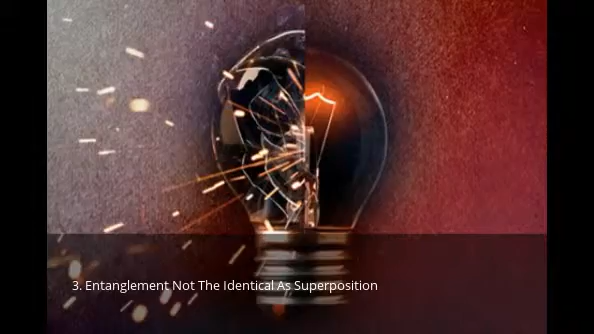 3. Entanglement Not The Identical As Superposition